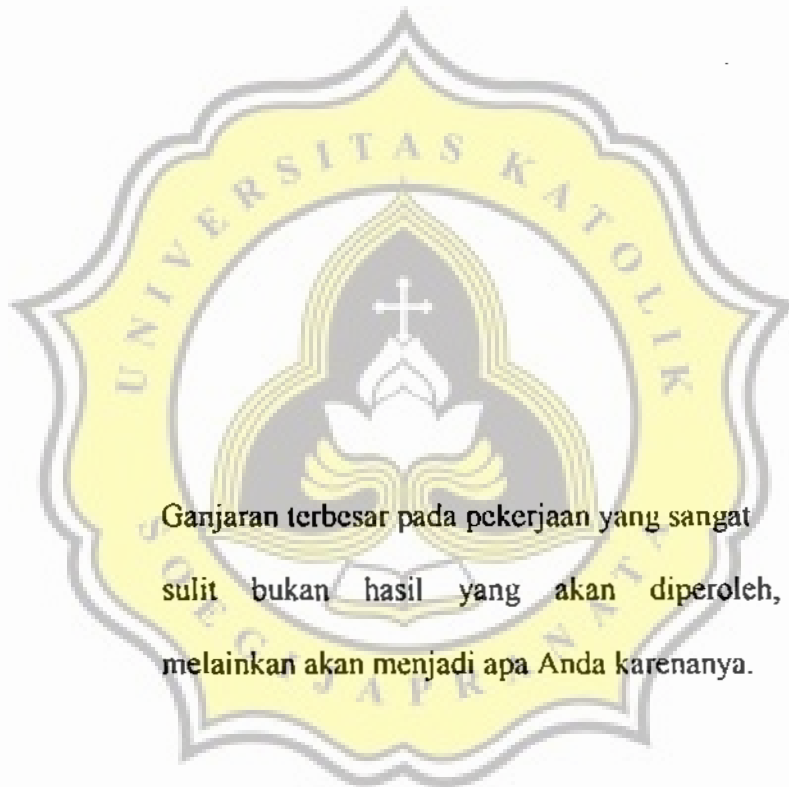 UNIVERSITAS KATOLIK
SOEGIJAPRANATA
Ganjaran terbesar pada pekerjaan yang sangat
sulit bukan hasil yang akan diperoleh,
melainkan akan menjadi apa Anda karenanya.